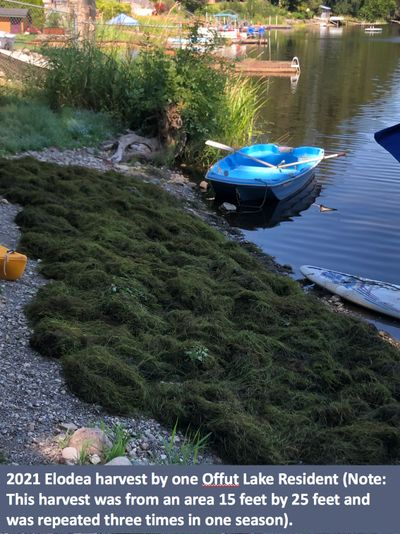 2021 Elodea harvest by one Offut Lake Resident (Note:
This harvest was from an area 15 feet by 25 feet and
was repeated three times in one season).